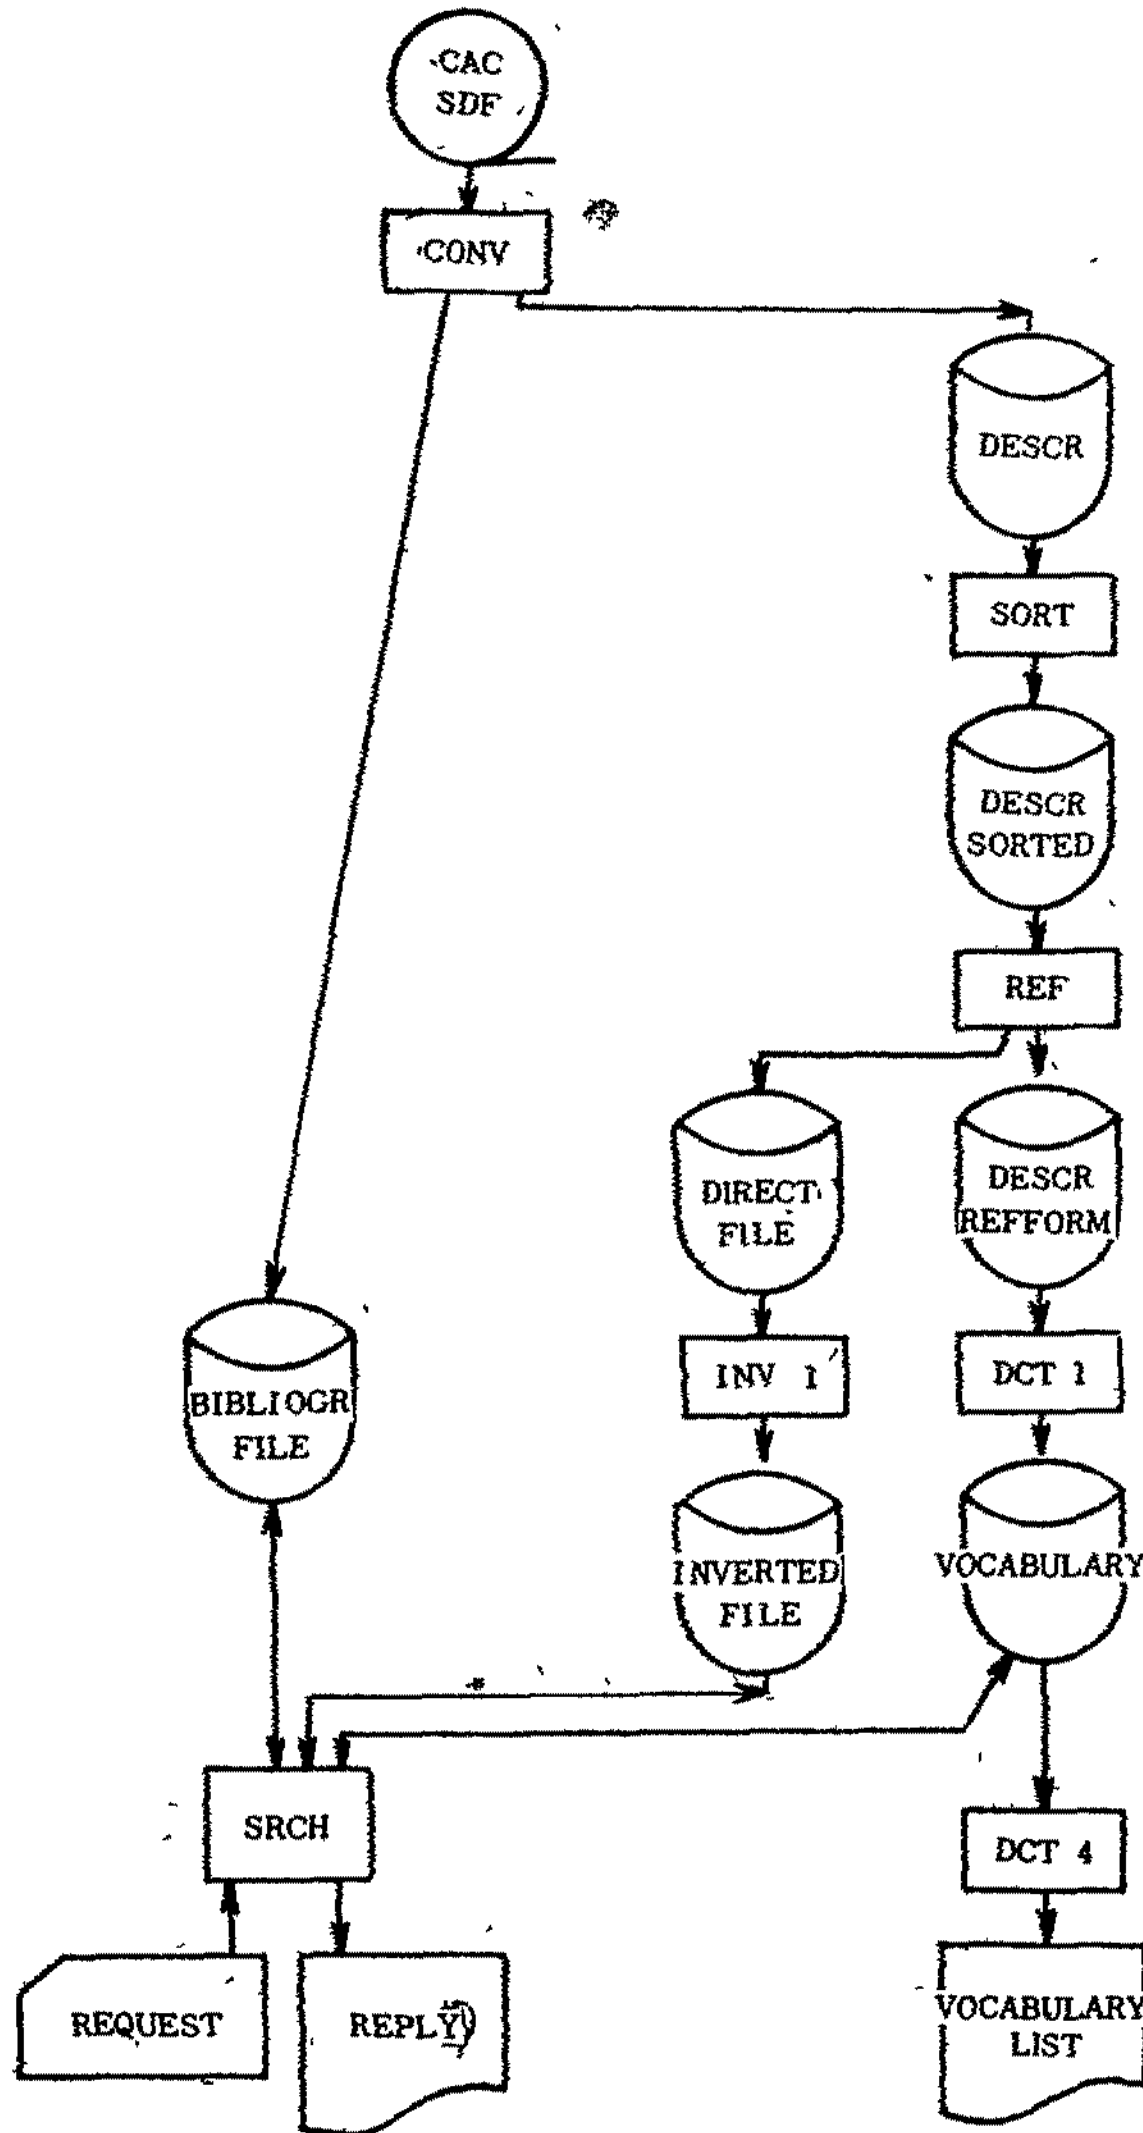 CAC
SDF
CONV
DESCR
SORT
DESCR
SORTED
REF
DIRECT
FILE
DESCR
REFFORM
INV 1
DCT 1
BIBLIOGR
FILE
INVERTED
FILE
VOCABULARY
SRCH
DCT 4
REQUEST
REPLY
VOCABULARY
LIST